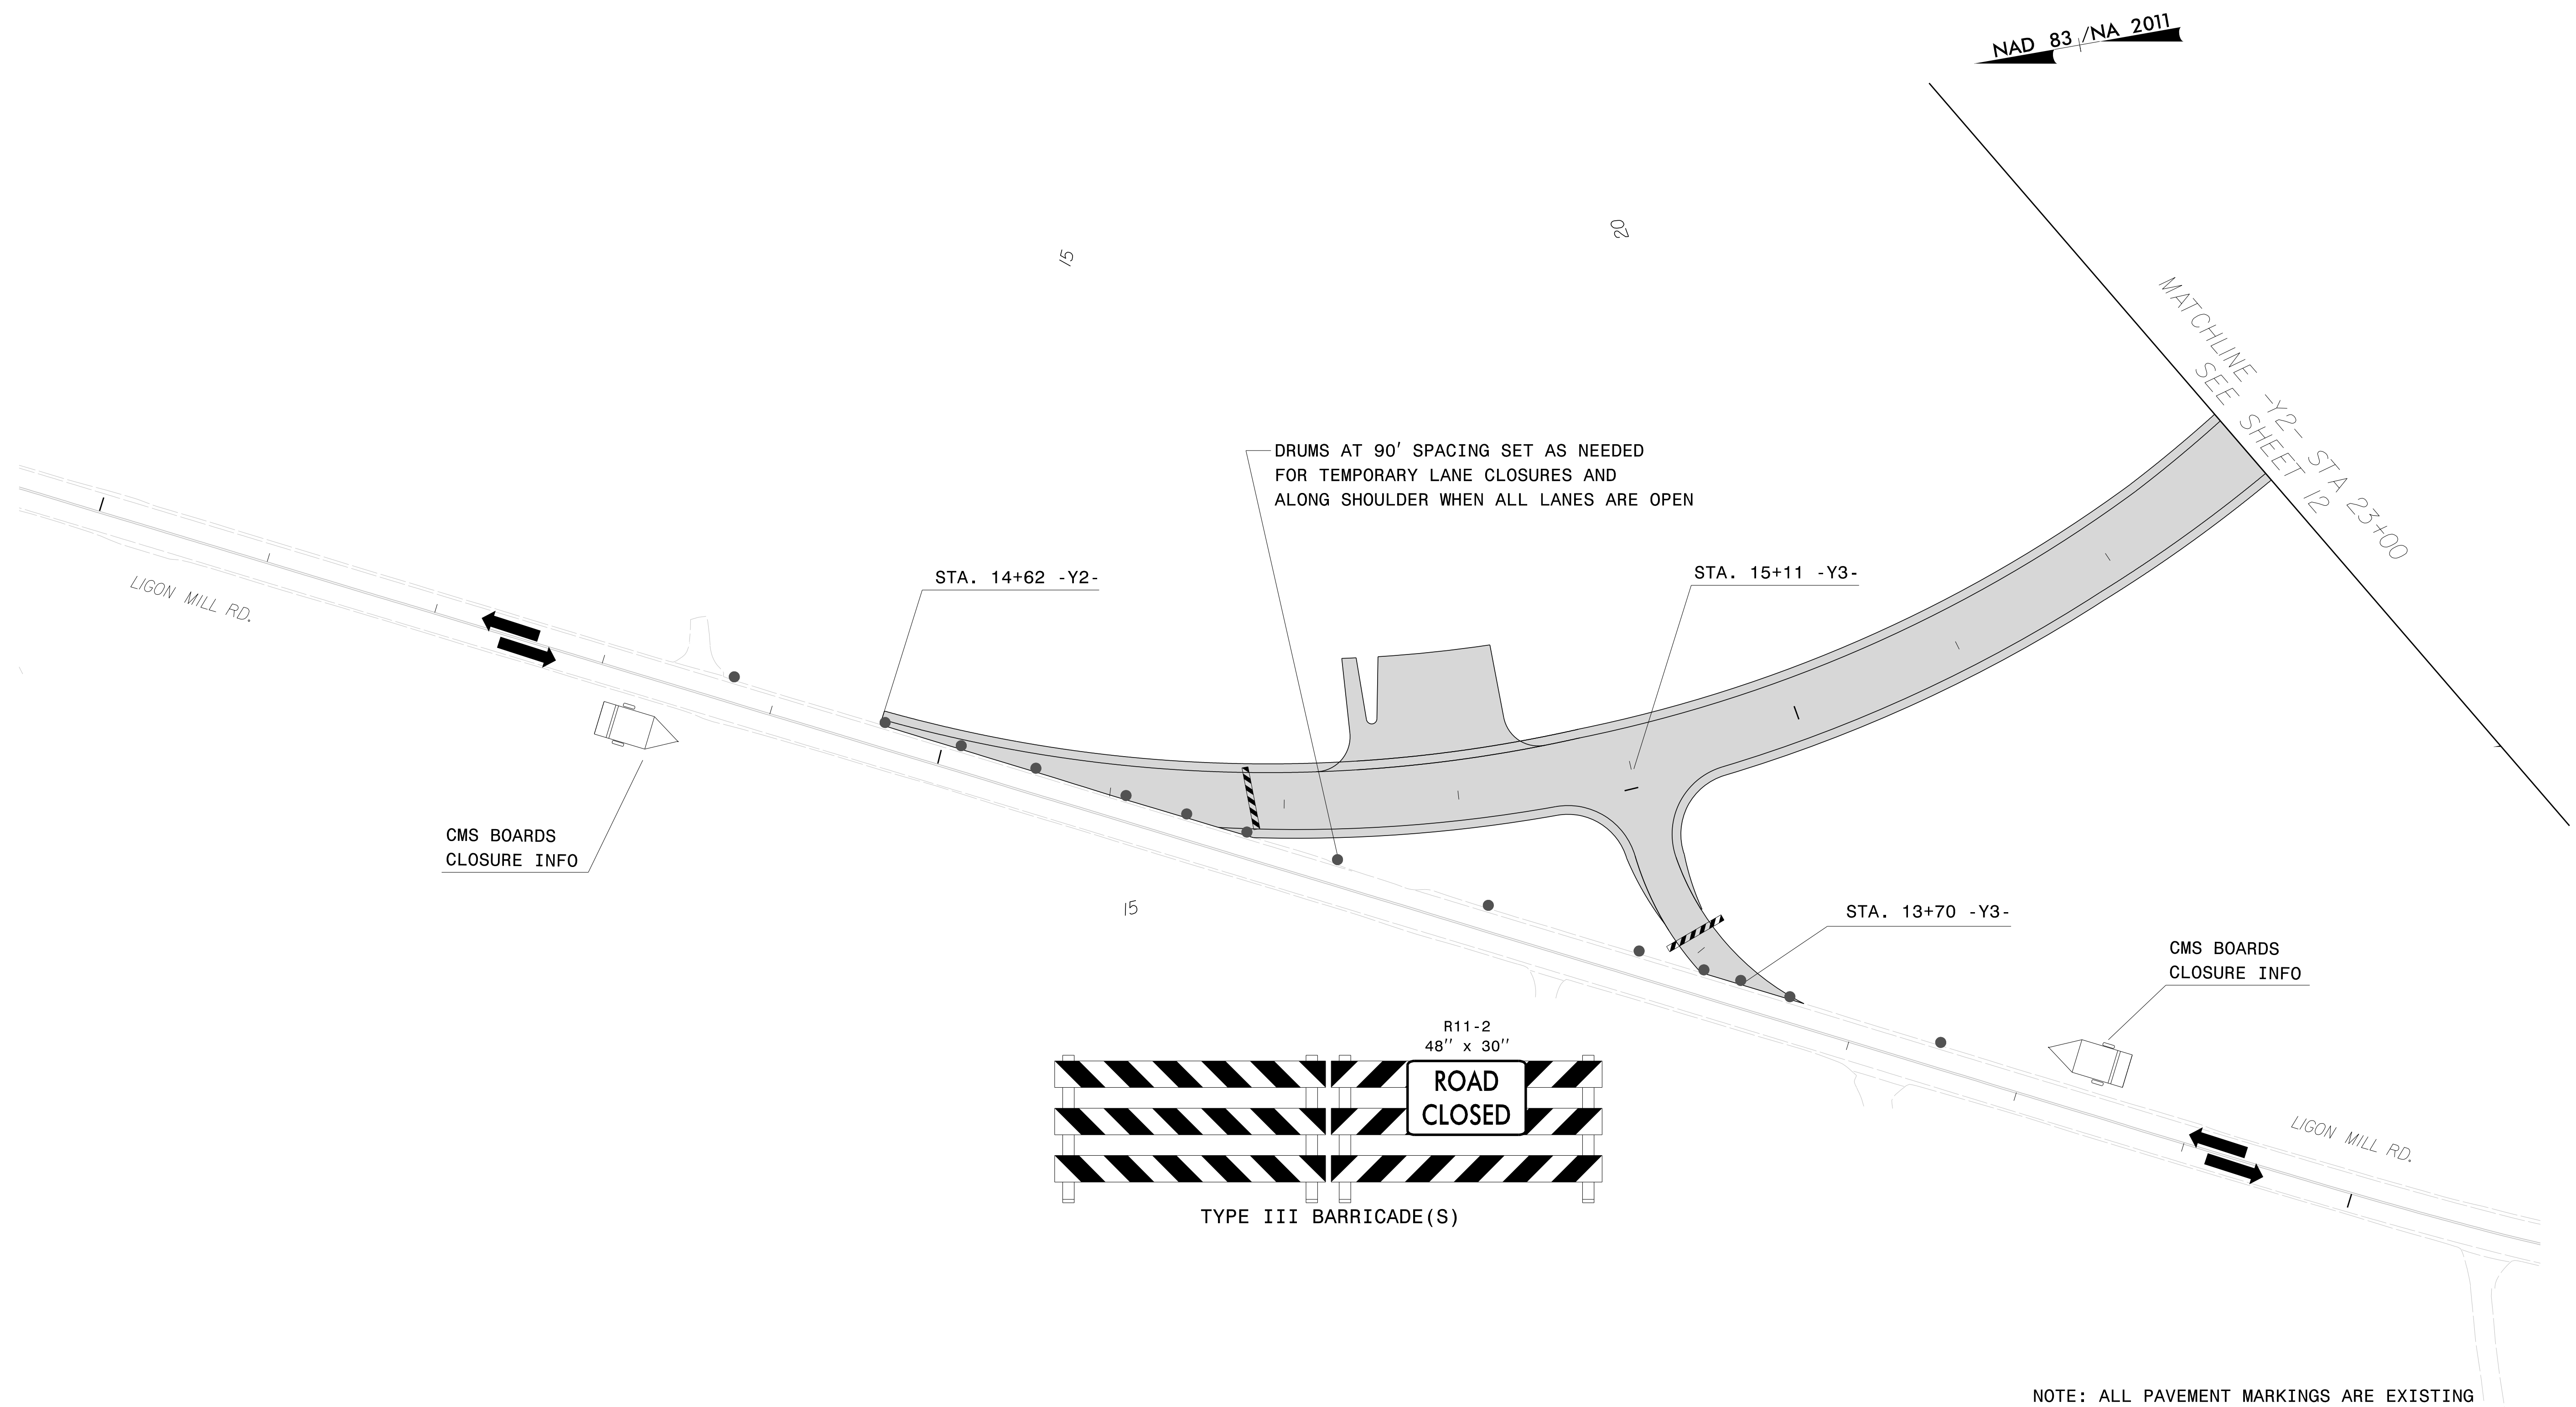 NAD 83 /NA 2011
15
20
MATCHLINE -Y2- STA 23+00
SEE SHEET 12
DRUMS AT 90' SPACING SET AS NEEDED
FOR TEMPORARY LANE CLOSURES AND
ALONG SHOULDER WHEN ALL LANES ARE OPEN
STA. 14+62 -Y2-
STA. 15+11 -Y3-
LIGON MILL RD.
CMS BOARDS
CLOSURE INFO
15
STA. 13+70 -Y3-
CMS BOARDS
CLOSURE INFO
R11-2
48" x 30"
ROAD
CLOSED
LIGON MILL RD.
TYPE III BARRICADE(S)
NOTE: ALL PAVEMENT MARKINGS ARE EXISTING